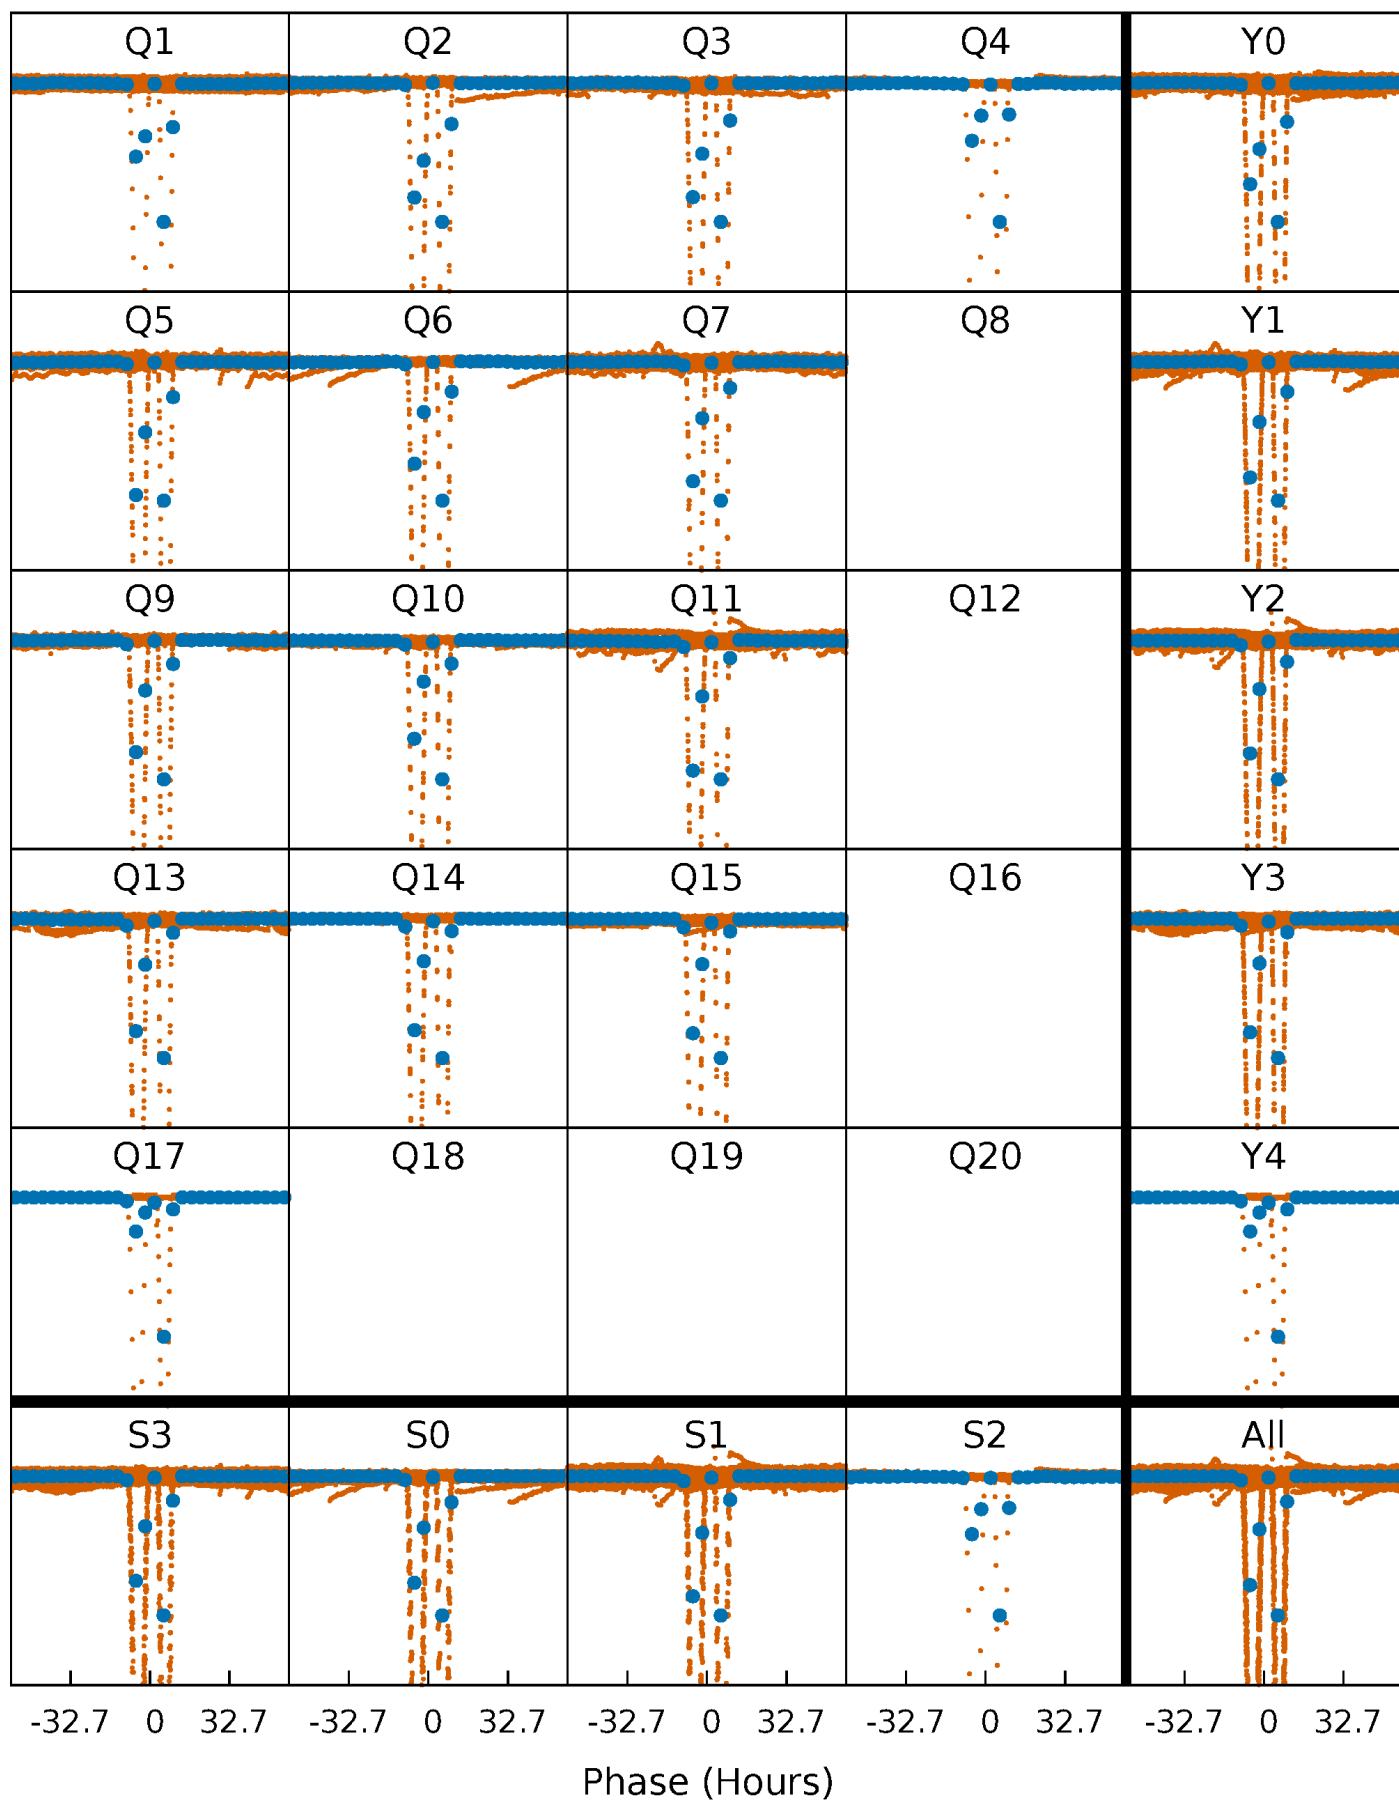 Q1 Q2 Q3 Q4 Y0
Q5 Q6 Q7 Q8 Y1
Q9 Q10 Q11 Q12 Y2
Q13 Q14 Q15 Q16 Y3
Q17 Q18 Q19 Q20 Y4
S3 S0 S1 S2 All
-32.7 0 32.7 -32.7 0 32.7 -32.7 0 32.7 -32.7 0 32.7 -32.7 0 32.7
Phase (Hours)